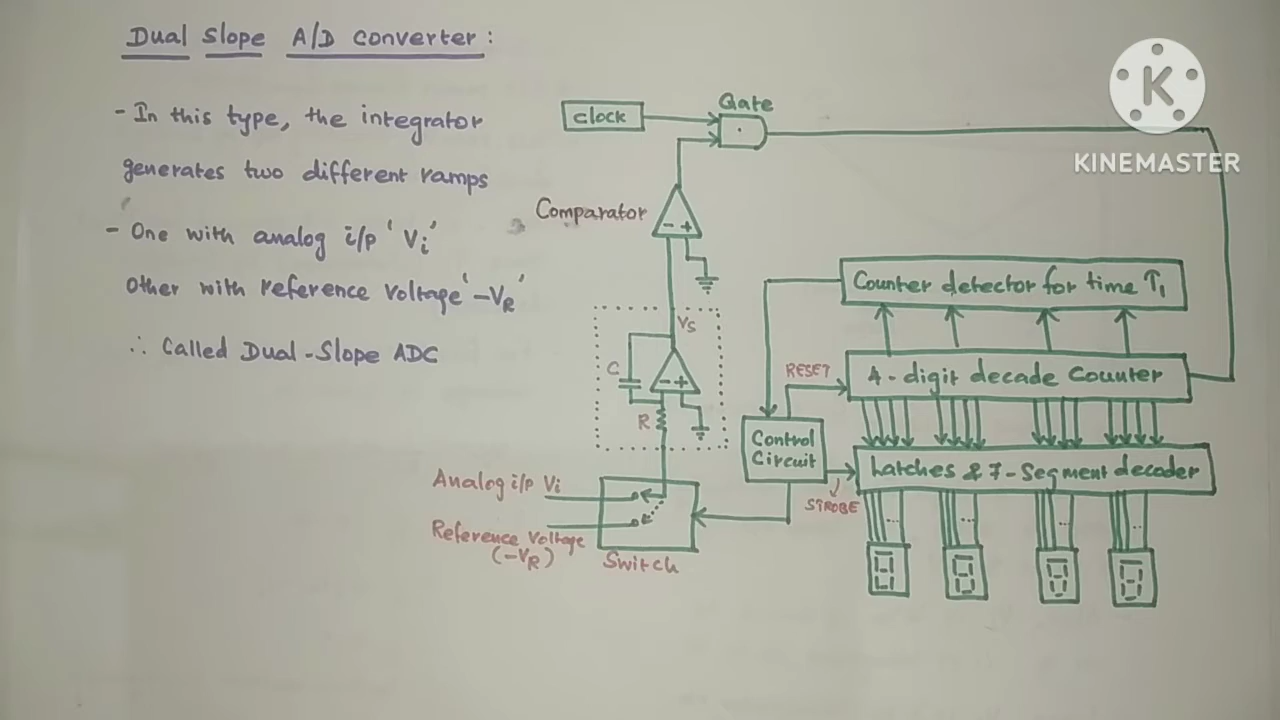 Dual Slope A/D Converter:
- In this type, the integrator
generates two different ramps
- One with analog i/p 'Vi'
Other with reference voltage '-VR'
∴ Called Dual-Slope ADC
Clock
Gate
KINEMASTER
Comparator
- +
Counter detector for time T1
Vs
C
- +
R
RESET
4-digit decade Counter
Control
Circuit
Latches & 7-Segment decoder
STROBE
Analog i/p Vi
Reference Voltage
(-VR)
Switch